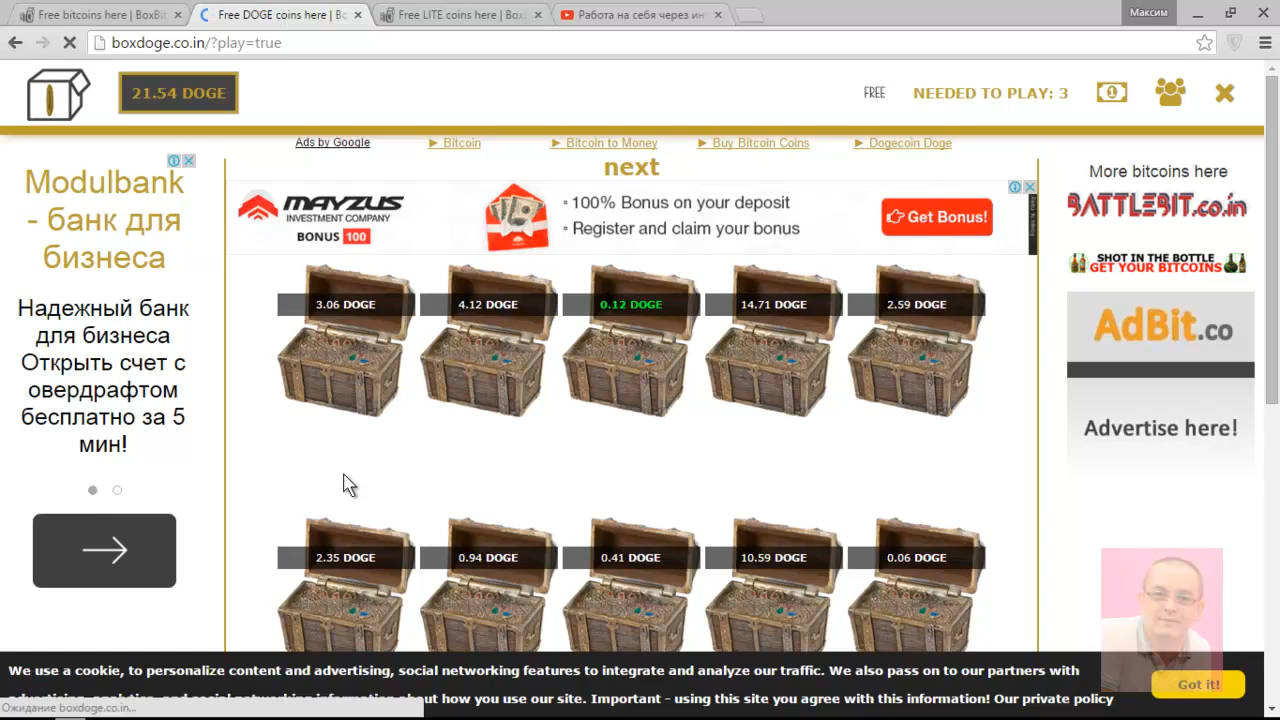 Free bitcoins here | BoxBit
Free DOGE coins here | Bo
Free LITE coins here | Box
Работа на себя через ин
Максим
boxdoge.co.in/?play=true
21.54 DOGE
FREE
NEEDED TO PLAY: 3
Ads by Google
► Bitcoin
► Bitcoin to Money
► Buy Bitcoin Coins
► Dogecoin Doge
next
Modulbank
- банк для
бизнеса
Надежный банк
для бизнеса
Открыть счет с
овердрафтом
бесплатно за 5
мин!
MAYZUS
INVESTMENT COMPANY
BONUS 100
100% Bonus on your deposit
Register and claim your bonus
Get Bonus!
3.06 DOGE
4.12 DOGE
0.12 DOGE
14.71 DOGE
2.59 DOGE
2.35 DOGE
0.94 DOGE
0.41 DOGE
10.59 DOGE
0.06 DOGE
More bitcoins here
BATTLEBIT.co.in
SHOT IN THE BOTTLE
GET YOUR BITCOINS
AdBit.co
Advertise here!
We use a cookie, to personalize content and advertising, social networking features to integrate and analyze our traffic. We also pass on to our partners with
about how you use our site. Important - using this site you agree with this information! Our private policy
Got it!
Ожидание boxdoge.co.in...